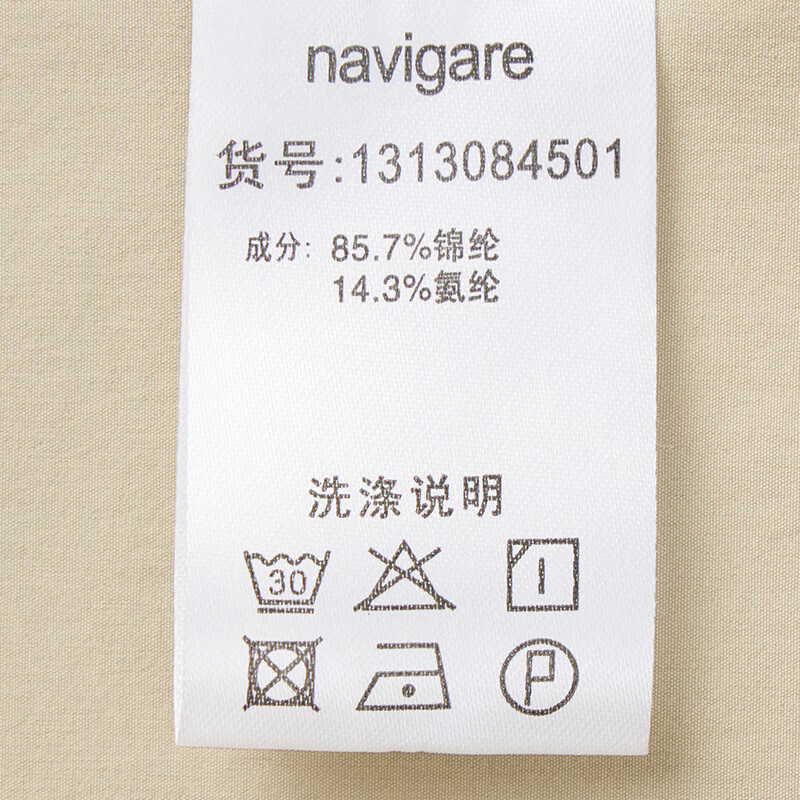 navigare
货号:1313084501
成分: 85.7%锦纶
14.3%氨纶
洗涤说明
30
P